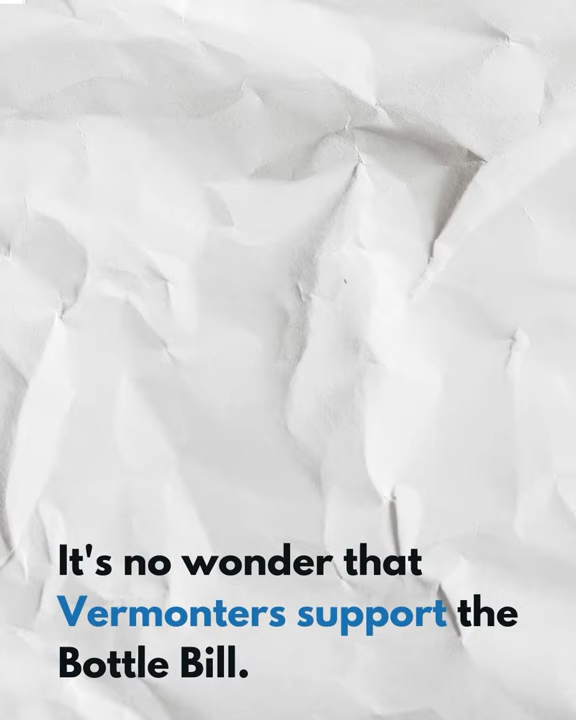 It's no wonder that
Vermonters support the
Bottle Bill.